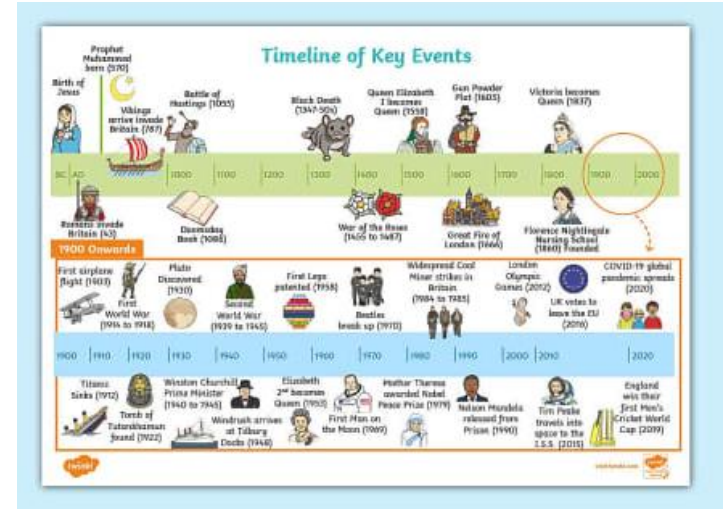 Timeline of Key Events
Prophet
Muhammad
born (570)
Birth of
Jesus
Vikings
arrive invade
Britain (787)
Battle of
Hastings (1055)
Black Death
(1347-504)
Queen Elizabeth
I becomes
Queen (1558)
Gun Powder
Plot (1605)
Victoria becomes
Queen (1837)
BC AD 1000 1100 1200 1300 1400 1500 1600 1700 1800 1900 2000
Romans invade
Britain (43)
Doomsday
Book (1086)
War of the Roses
(1455 to 1487)
Great Fire of
London (1666)
Florence Nightingale
Nursing School
(1860) Founded
1900 Onwards
First airplane
flight (1903)
First
World War
(1914 to 1918)
Pluto
Discovered
(1930)
Second
World War
(1939 to 1945)
First Lego
patented (1958)
Beatles
break up (1970)
Widespread Coal
Miner strikes in
Britain
(1984 to 1985)
London
Olympic
Games (2012)
UK votes to
leave the EU
(2016)
COVID-19 global
pandemic spreads
(2020)
1900 1910 1920 1930 1940 1950 1960 1970 1980 1990 2000 2010 2020
Titanic
Sinks (1912)
Tomb of
Tutankhamun
found (1922)
Winston Churchill
Prime Minister
(1940 to 1945)
Windrush arrives
at Tilbury
Docks (1948)
Elizabeth
2nd becomes
Queen (1953)
First Man on
the Moon (1969)
Mother Theresa
awarded Nobel
Peace Prize (1979)
Nelson Mandela
released from
Prison (1990)
Tim Peake
travels into
space to the
I.S.S. (2015)
England
win their
first Men's
Cricket World
Cup (2019)
twinkl